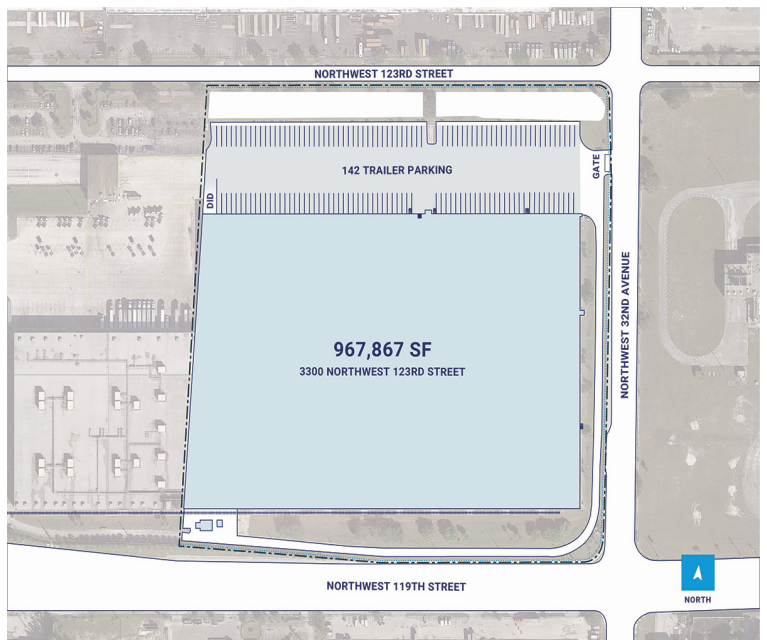 NORTHWEST 123RD STREET
142 TRAILER PARKING
GATE
DID
NORTHWEST 32ND AVENUE
967,867 SF
3300 NORTHWEST 123RD STREET
NORTHWEST 119TH STREET
NORTH